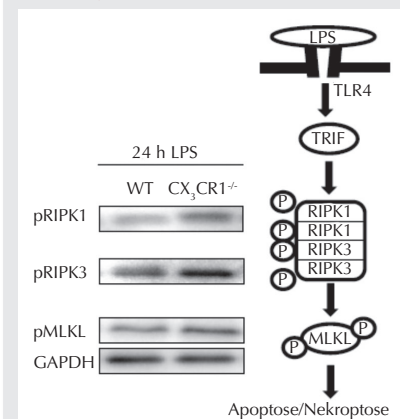 24 h LPS
WT CX₃CR1⁻/⁻
pRIPK1
pRIPK3
pMLKL
GAPDH
LPS
TLR4
TRIF
P
RIPK1
P
RIPK1
P
RIPK3
P
RIPK3
P
MLKL
P
Apoptose/Nekroptose